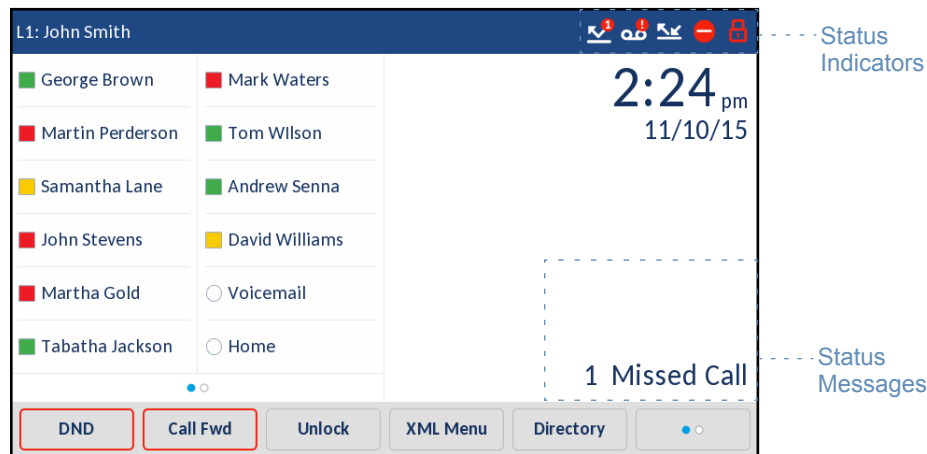 L1: John Smith
1
!
Status
Indicators
George Brown
Mark Waters
2:24 pm
11/10/15
Martin Perderson
Tom WIlson
Samantha Lane
Andrew Senna
John Stevens
David Williams
Martha Gold
Voicemail
Tabatha Jackson
Home
1 Missed Call
Status
Messages
DND
Call Fwd
Unlock
XML Menu
Directory